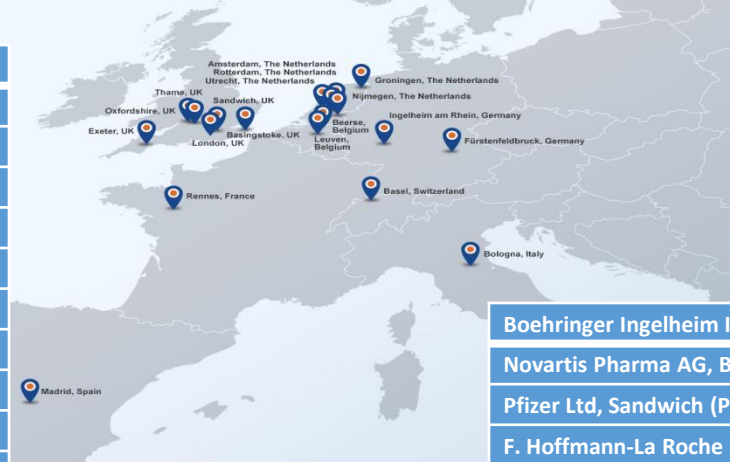 Amsterdam, The Netherlands
Rotterdam, The Netherlands
Utrecht, The Netherlands
Groningen, The Netherlands
Thame, UK
Nijmegen, The Netherlands
Oxfordshire, UK
Sandwich, UK
Ingelheim am Rhein, Germany
Exeter, UK
Basingstoke, UK
Beerse,
Belgium
London, UK
Leuven,
Belgium
Fürstenfeldbruck, Germany
Rennes, France
Basel, Switzerland
Bologna, Italy
Madrid, Spain
Boehringer Ingelheim I
Novartis Pharma AG, B
Pfizer Ltd, Sandwich (P
F. Hoffmann-La Roche